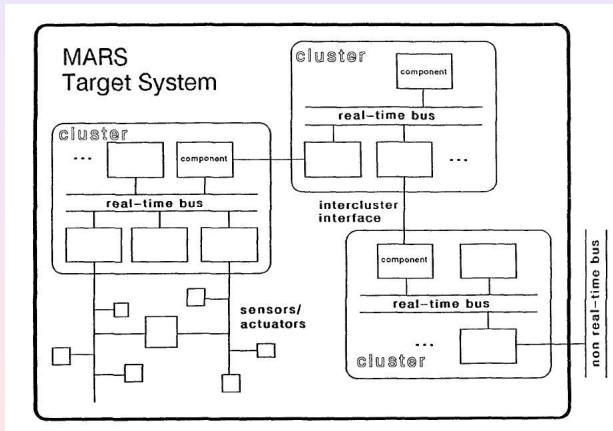 MARS
Target System
cluster
component
real-time bus
...
cluster
...
component
real-time bus
intercluster
interface
component
real-time bus
...
cluster
sensors/
actuators
non real-time bus